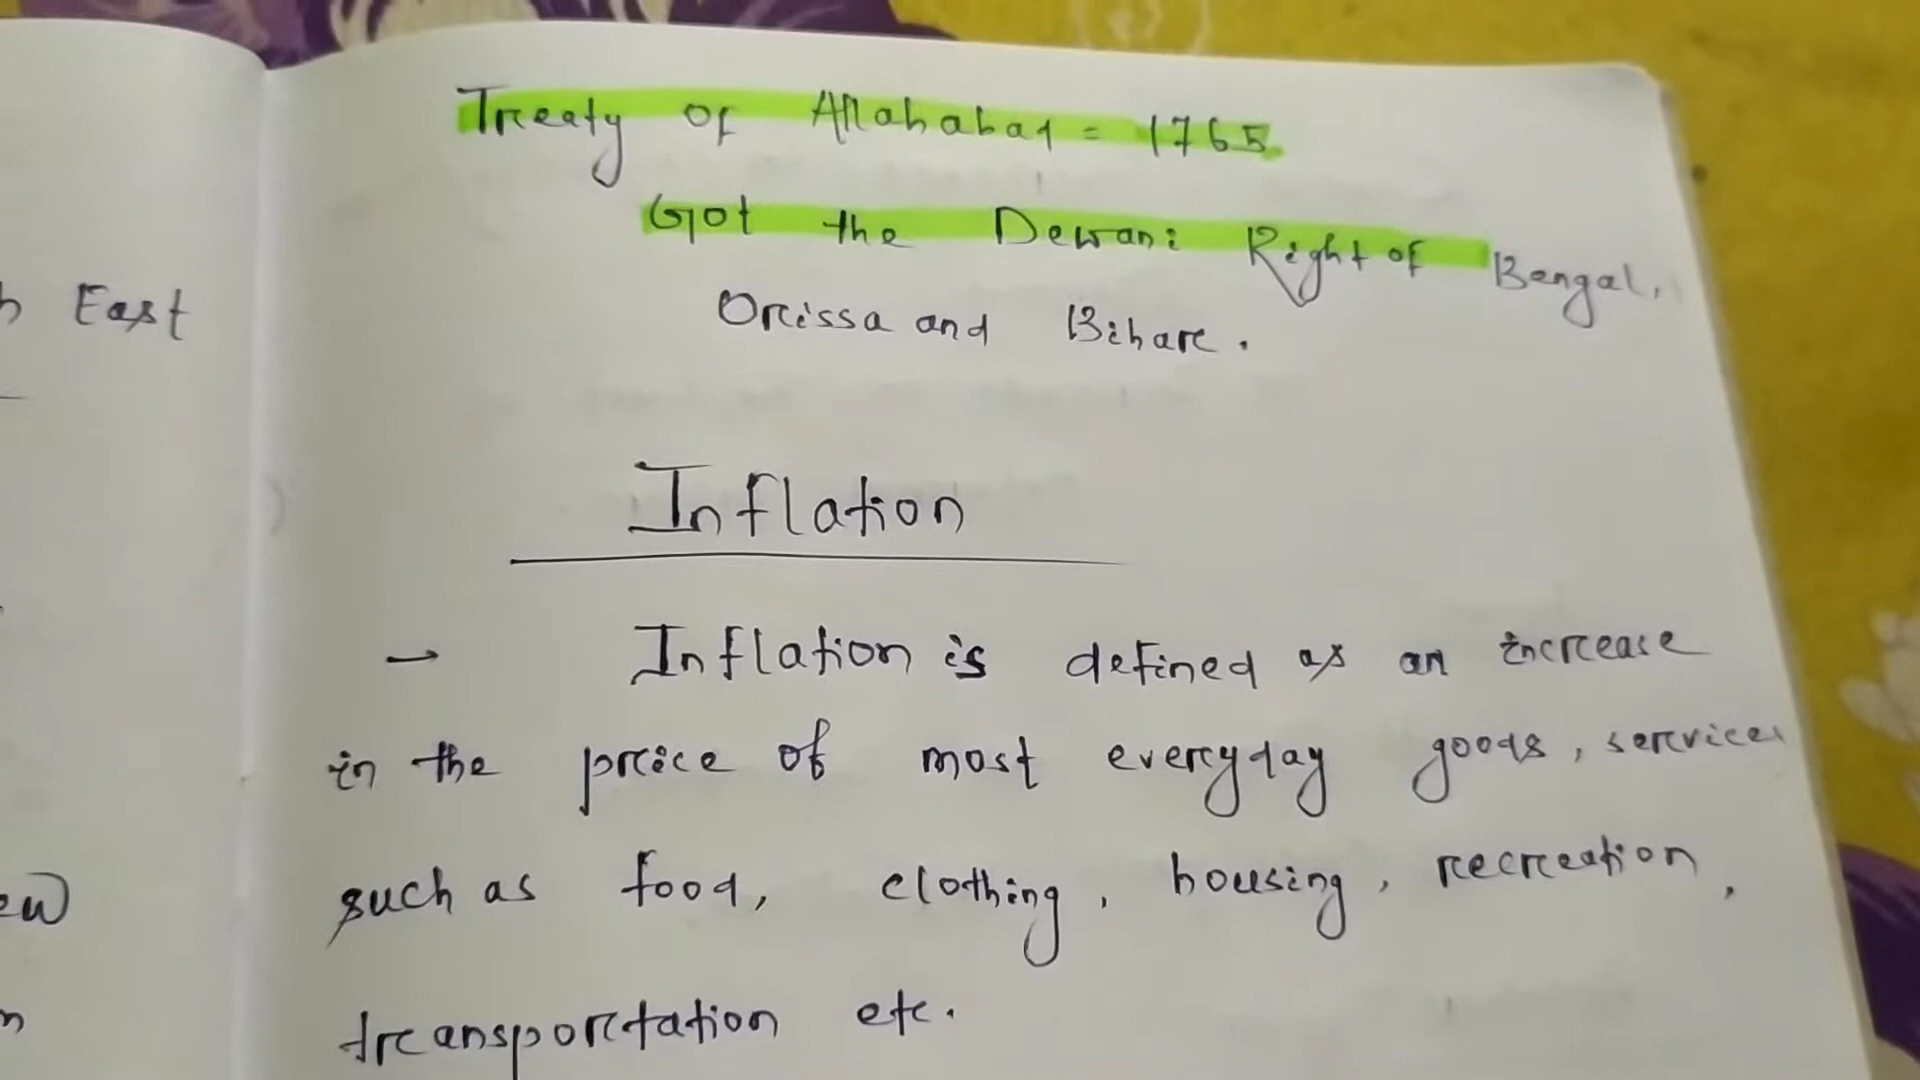 Treaty of Allahabad = 1765
Got the Dewani Right of Bengal,
Orissa and Bihar.
East
Inflation
→ Inflation is defined as an increase
in the price of most everyday goods, services
such as food, clothing, housing, recreation,
transportation etc.